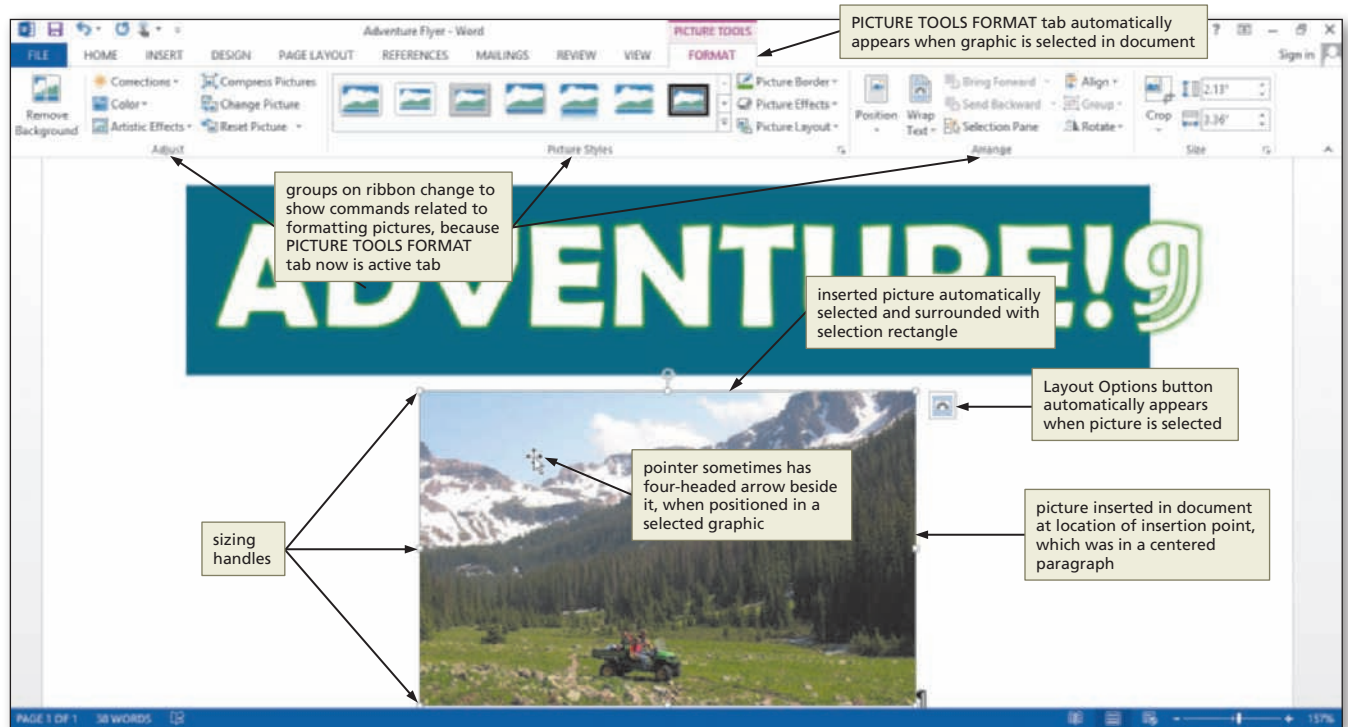 Adventure Flyer - Word
PICTURE TOOLS
?
FILE
HOME
INSERT
DESIGN
PAGE LAYOUT
REFERENCES
MAILINGS
REVIEW
VIEW
FORMAT
Sign in
PICTURE TOOLS FORMAT tab automatically
appears when graphic is selected in document
Remove
Background
Corrections
Color
Artistic Effects
Compress Pictures
Change Picture
Reset Picture
Adjust
Picture Styles
Picture Border
Picture Effects
Picture Layout
Position
Wrap
Text
Bring Forward
Send Backward
Selection Pane
Align
Group
Rotate
Arrange
Crop
2.13"
3.36"
Size
groups on ribbon change to
show commands related to
formatting pictures, because
PICTURE TOOLS FORMAT
tab now is active tab
ADVENTURE!
inserted picture automatically
selected and surrounded with
selection rectangle
Layout Options button
automatically appears
when picture is selected
pointer sometimes has
four-headed arrow beside
it, when positioned in a
selected graphic
sizing
handles
picture inserted in document
at location of insertion point,
which was in a centered
paragraph
¶
PAGE 1 OF 1
38 WORDS
157%